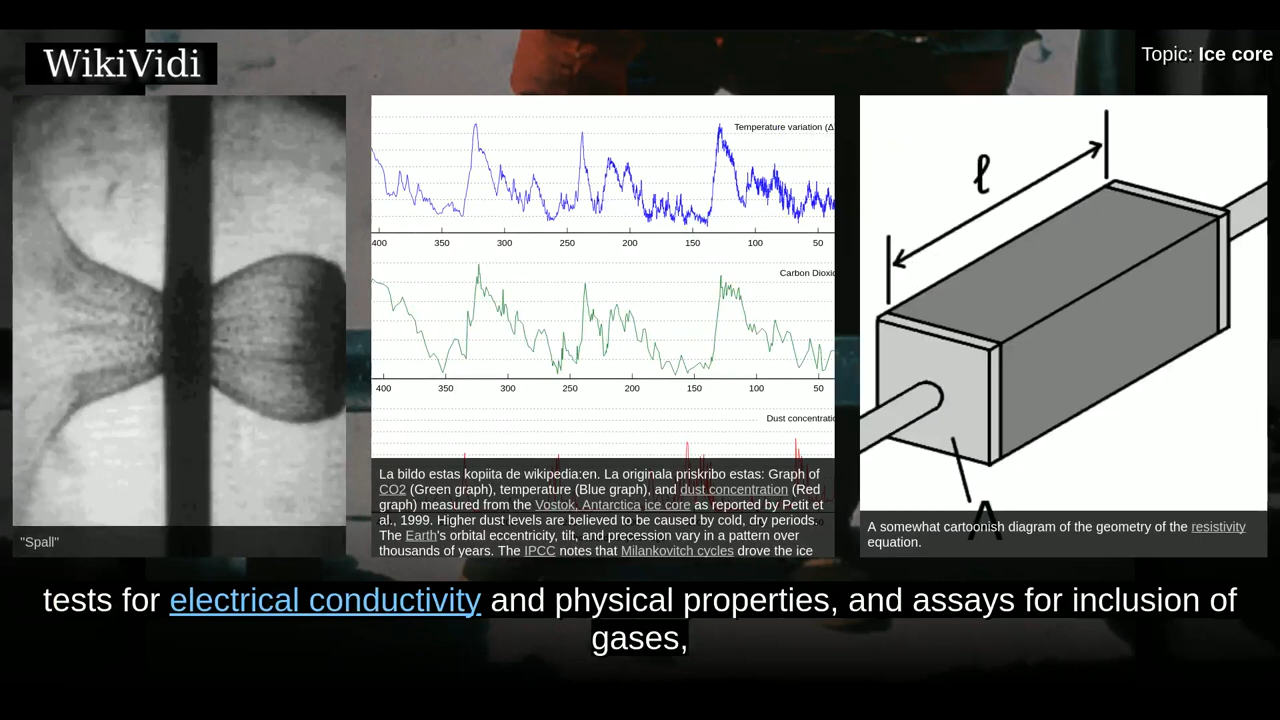 WikiVidi
Topic: Ice core
Temperature variation (Δ
400 350 300 250 200 150 100 50
Carbon Dioxid
400 350 300 250 200 150 100 50
Dust concentratio
La bildo estas kopiita de wikipedia:en. La originala priskribo estas: Graph of
CO2 (Green graph), temperature (Blue graph), and dust concentration (Red
graph) measured from the Vostok, Antarctica ice core as reported by Petit et
al., 1999. Higher dust levels are believed to be caused by cold, dry periods.
The Earth's orbital eccentricity, tilt, and precession vary in a pattern over
thousands of years. The IPCC notes that Milankovitch cycles drove the ice
ℓ
"Spall"
A somewhat cartoonish diagram of the geometry of the resistivity
equation.
tests for electrical conductivity and physical properties, and assays for inclusion of
gases,